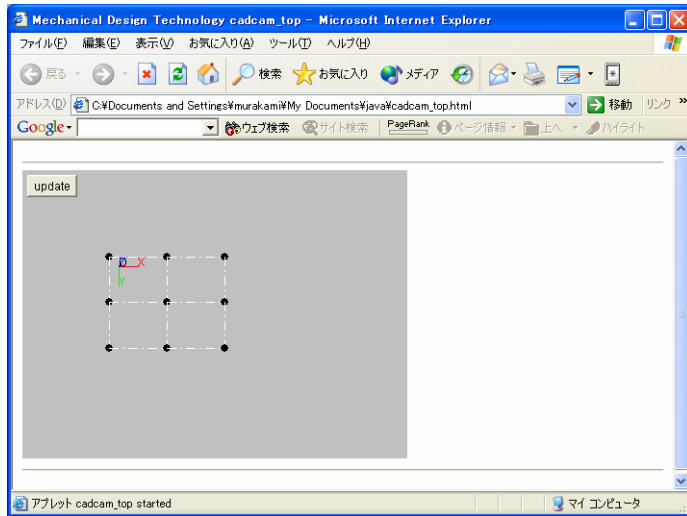 Mechanical Design Technology cadcam_top - Microsoft Internet Explorer
ファイル(F) 編集(E) 表示(V) お気に入り(A) ツール(T) ヘルプ(H)
戻る 検索 お気に入り メディア
アドレス(D) C:¥Documents and Settings¥murakami¥My Documents¥java¥cadcam_top.html 移動 リンク »
Google ウェブ検索 サイト検索 PageRank ページ情報 上へ ハイライト
update
Z X
Y
アプレット cadcam_top started マイ コンピュータ